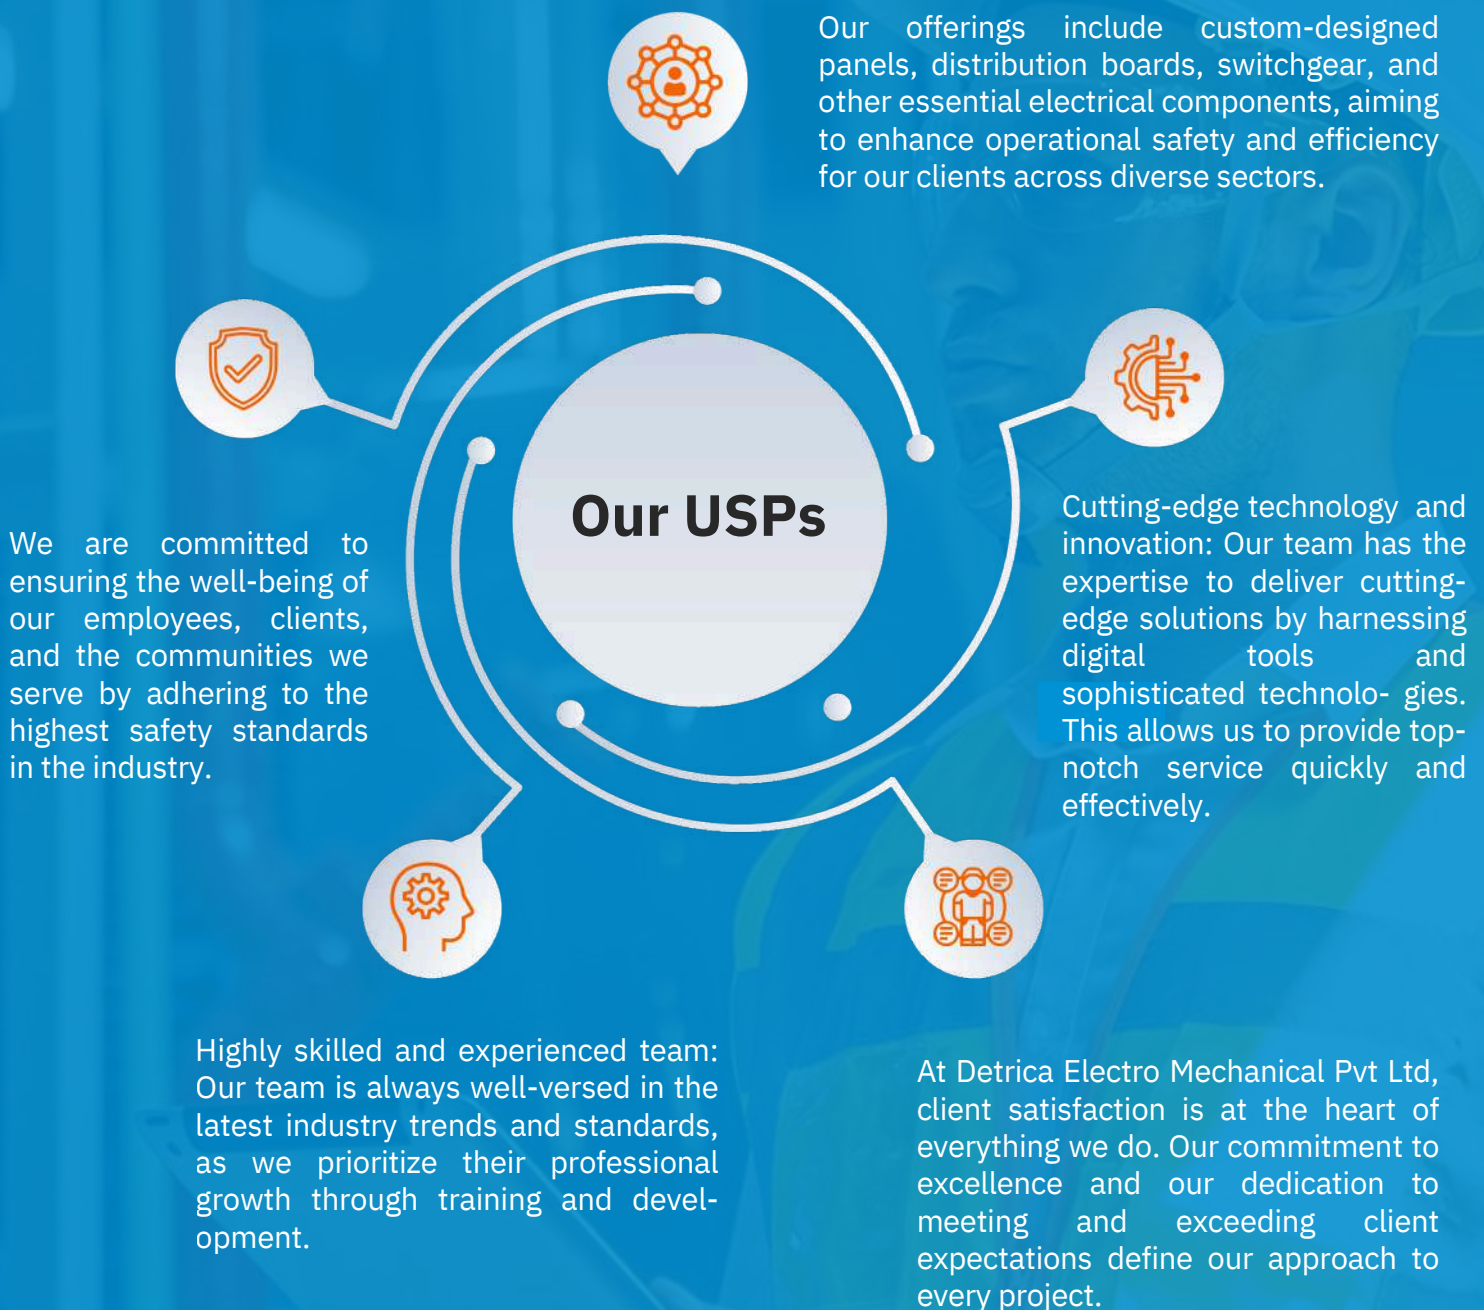 Our offerings include custom-designed
panels, distribution boards, switchgear, and
other essential electrical components, aiming
to enhance operational safety and efficiency
for our clients across diverse sectors.
Our USPs
We are committed to
ensuring the well-being of
our employees, clients,
and the communities we
serve by adhering to the
highest safety standards
in the industry.
Cutting-edge technology and
innovation: Our team has the
expertise to deliver cutting-
edge solutions by harnessing
digital tools and
sophisticated technolo- gies.
This allows us to provide top-
notch service quickly and
effectively.
Highly skilled and experienced team:
Our team is always well-versed in the
latest industry trends and standards,
as we prioritize their professional
growth through training and devel-
opment.
At Detrica Electro Mechanical Pvt Ltd,
client satisfaction is at the heart of
everything we do. Our commitment to
excellence and our dedication to
meeting and exceeding client
expectations define our approach to
every project.